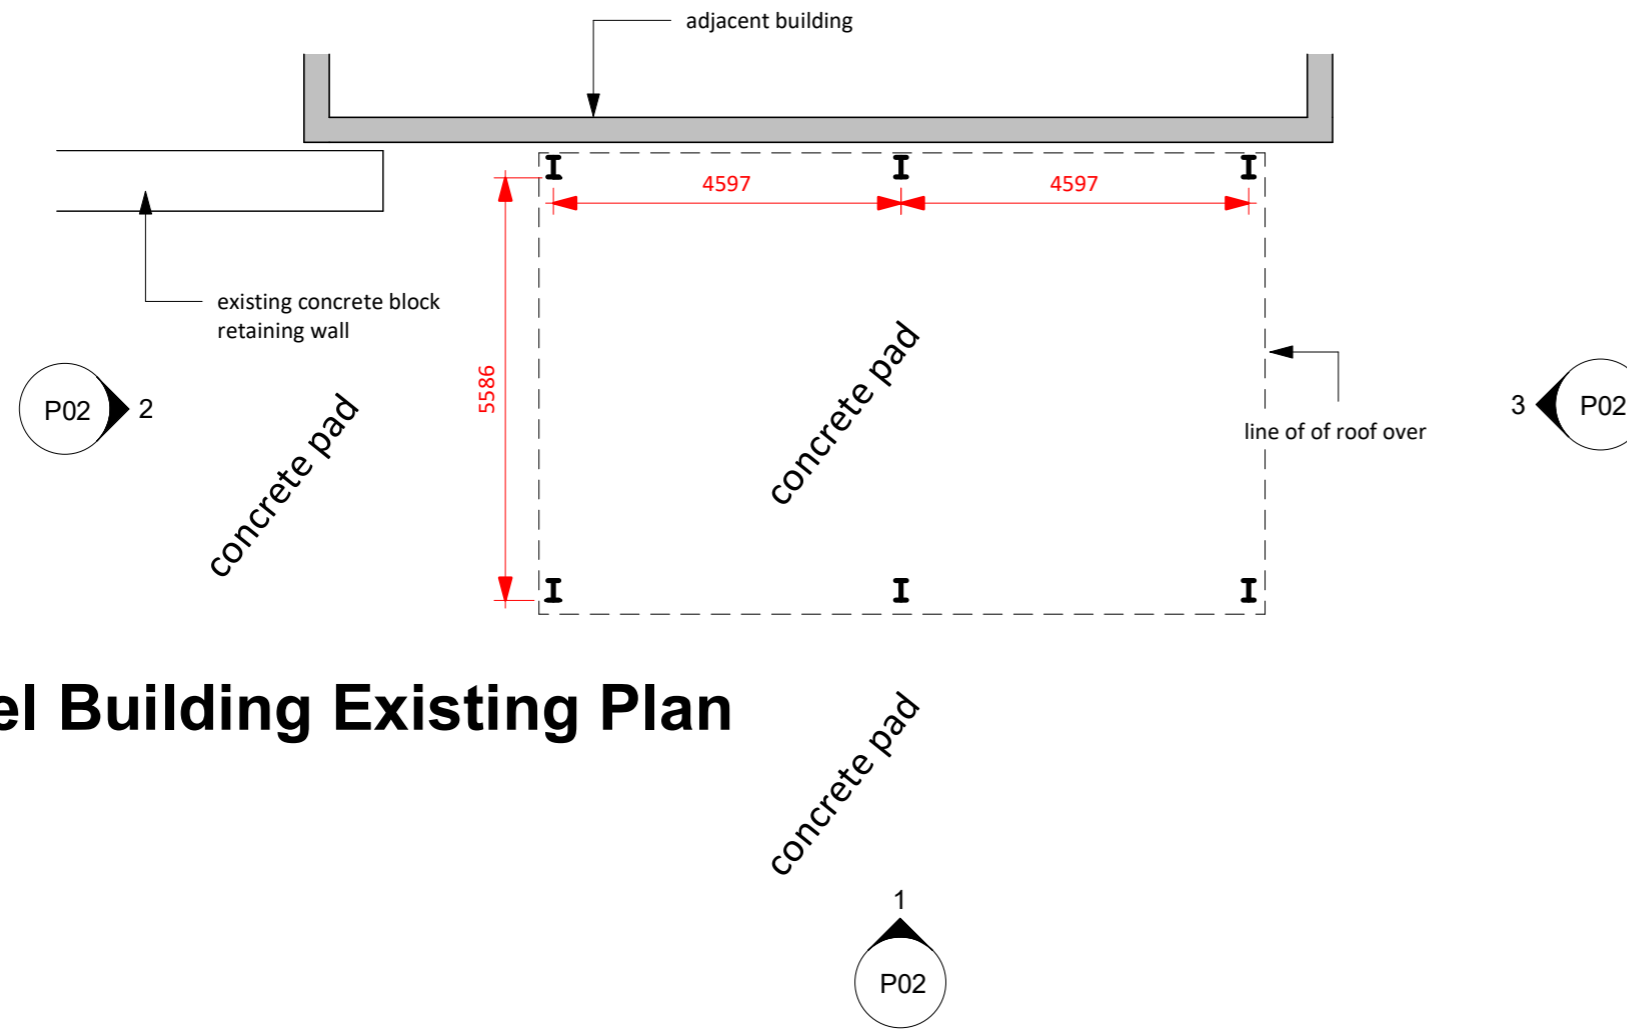 adjacent building
4597
4597
existing concrete block
retaining wall
5586
concrete pad
concrete pad
P02
2
3
P02
line of of roof over
el Building Existing Plan
concrete pad
1
P02